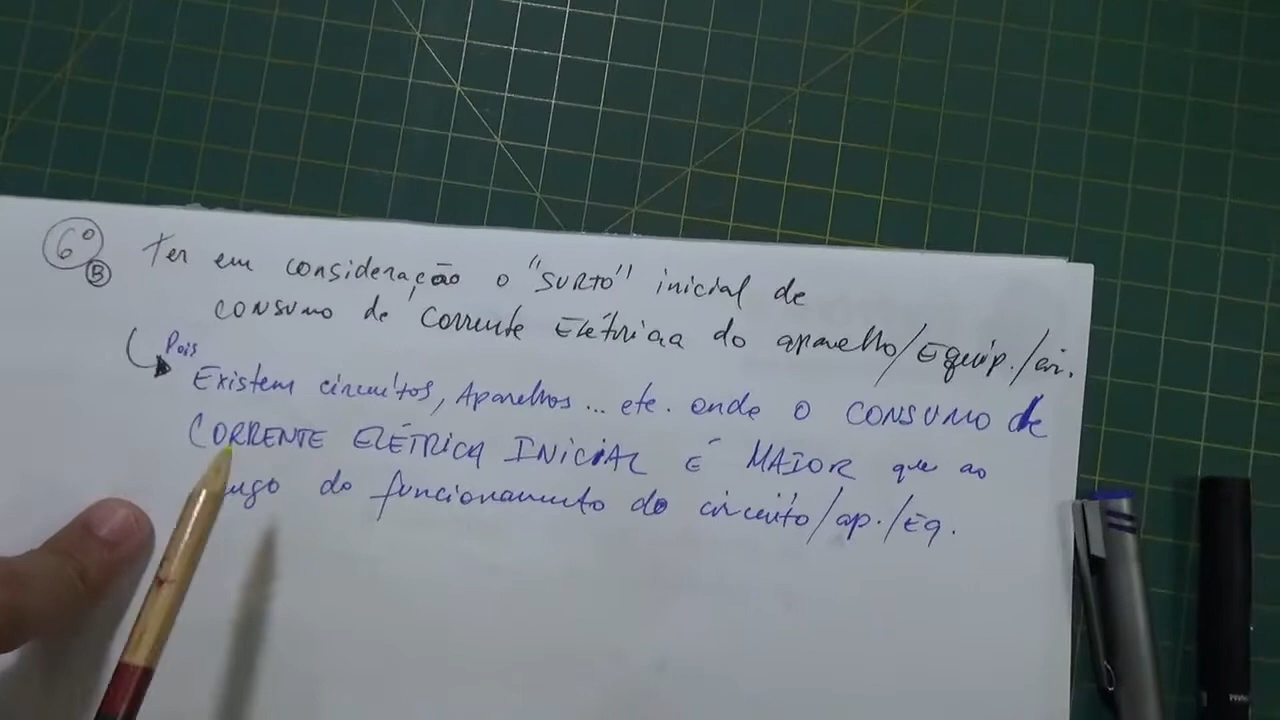 6º B Ter em consideração o "SURTO" inicial de
CONSUMO de Corrente Elétrica do aparelho/Equip./cir.
Pois
Existem circuitos, Aparelhos... etc. onde o CONSUMO de
CORRENTE ELÉTRICA INICIAL É MAIOR que ao
do funcionamento do circuito/ap./Eq.